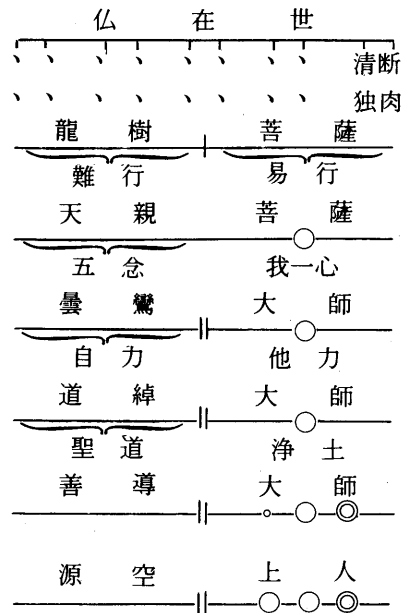 仏在世
清断
独肉
龍樹菩薩
難行 易行
天親菩薩
五念 我一心
曇鸞大師
自力 他力
道綽大師
聖道 浄土
善導大師
源空上人